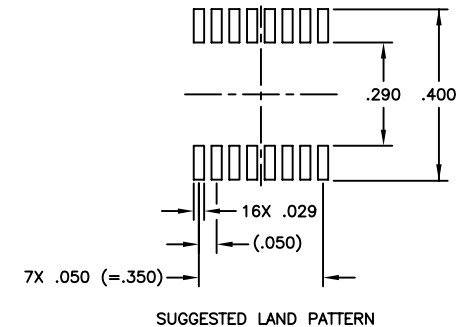 .290 .400
16X .029
(.050)
7X .050 (=.350)
SUGGESTED LAND PATTERN